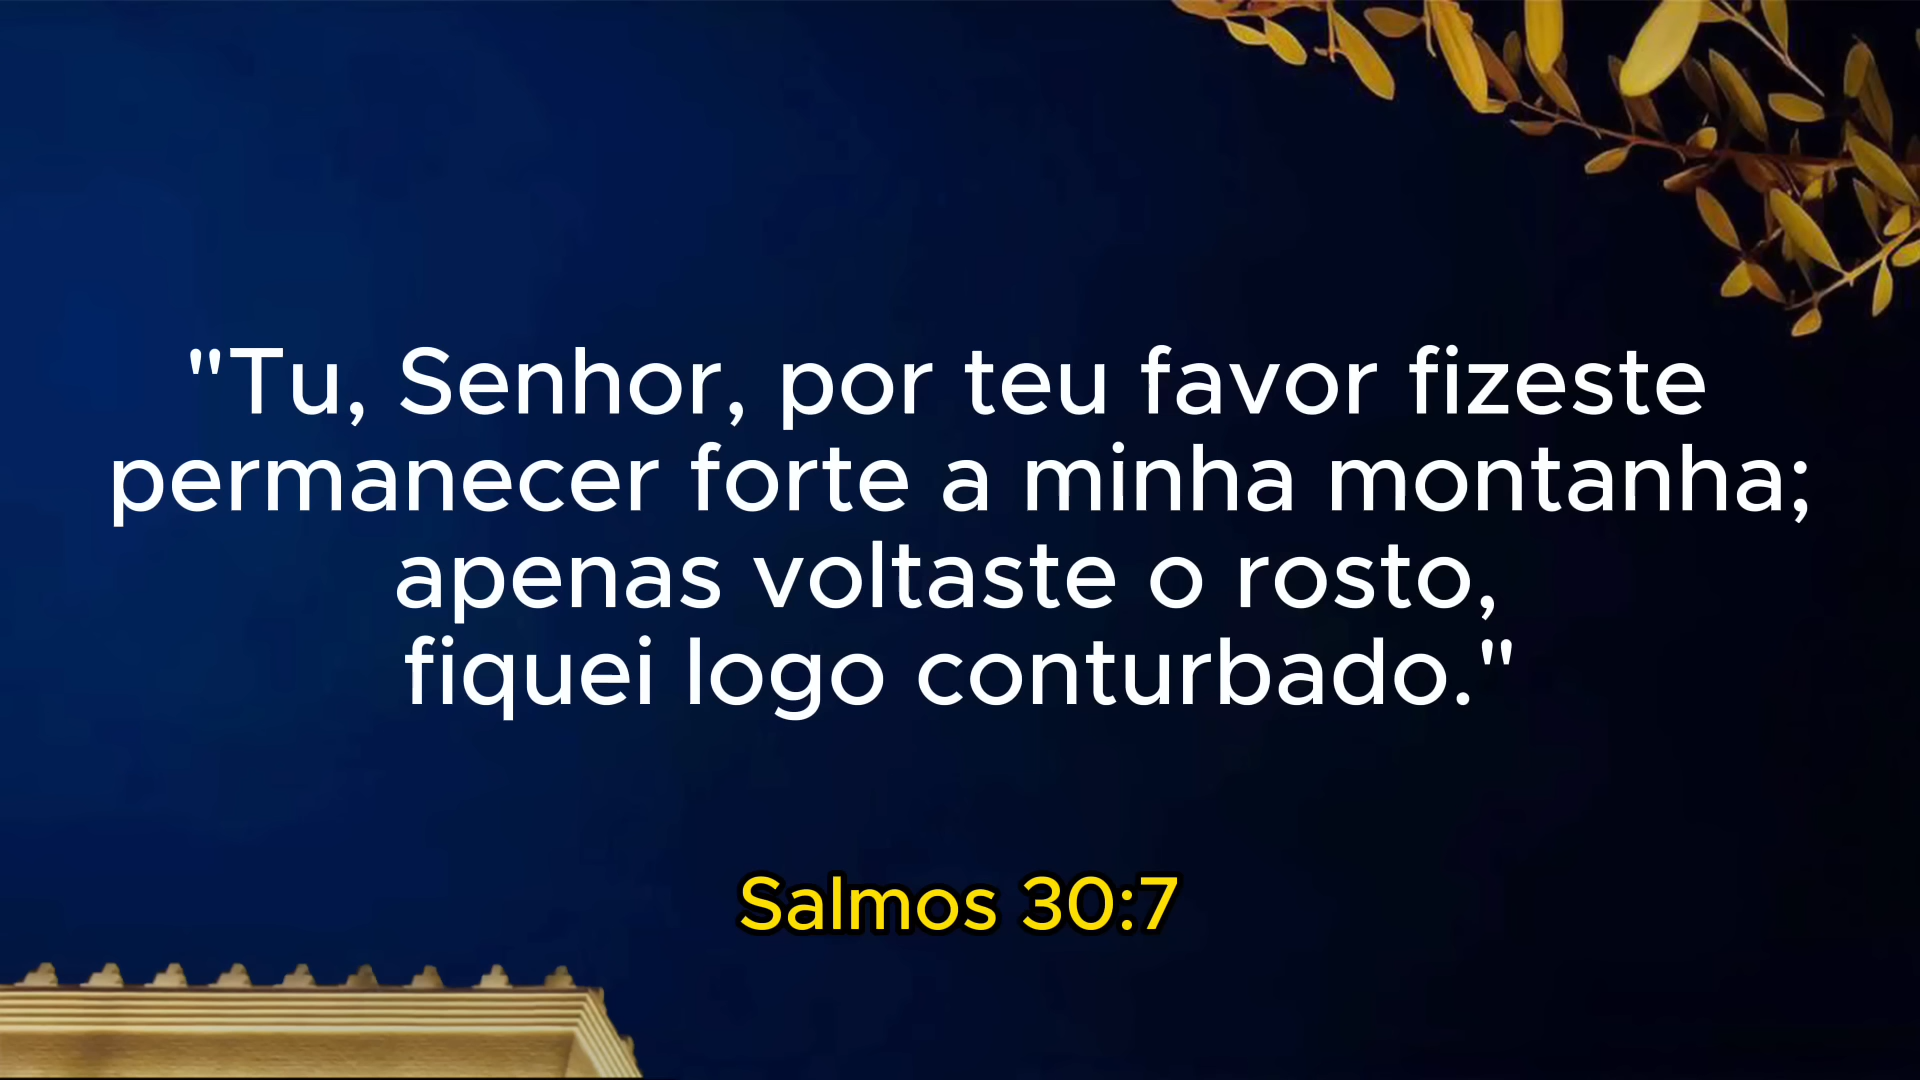 "Tu, Senhor, por teu favor fizeste
permanecer forte a minha montanha;
apenas voltaste o rosto,
fiquei logo conturbado."
Salmos 30:7